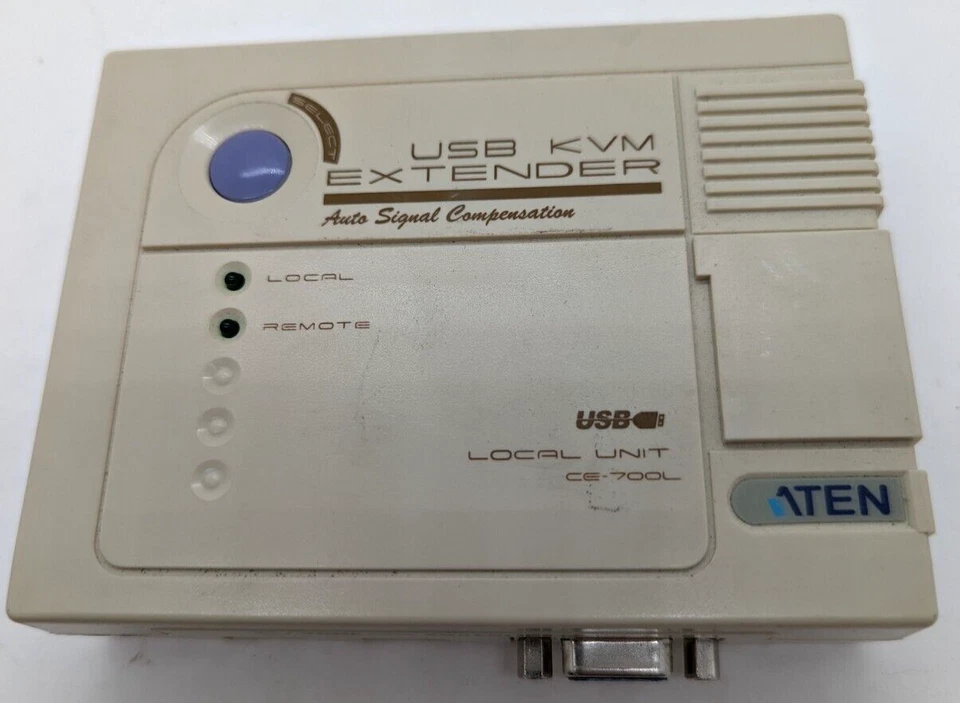 SELECT
USB KVM
EXTENDER
Auto Signal Compensation
LOCAL
REMOTE
USB
LOCAL UNIT
CE-700L
ATEN